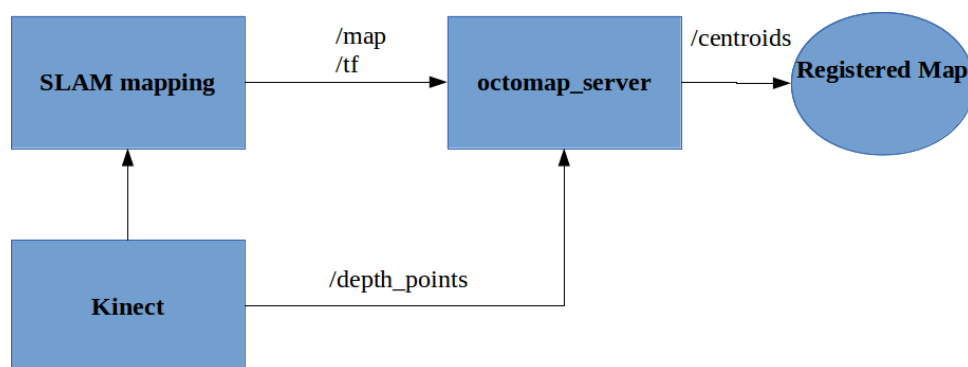 /map
/tf
/centroids
SLAM mapping
octomap_server
Registered Map
/depth_points
Kinect